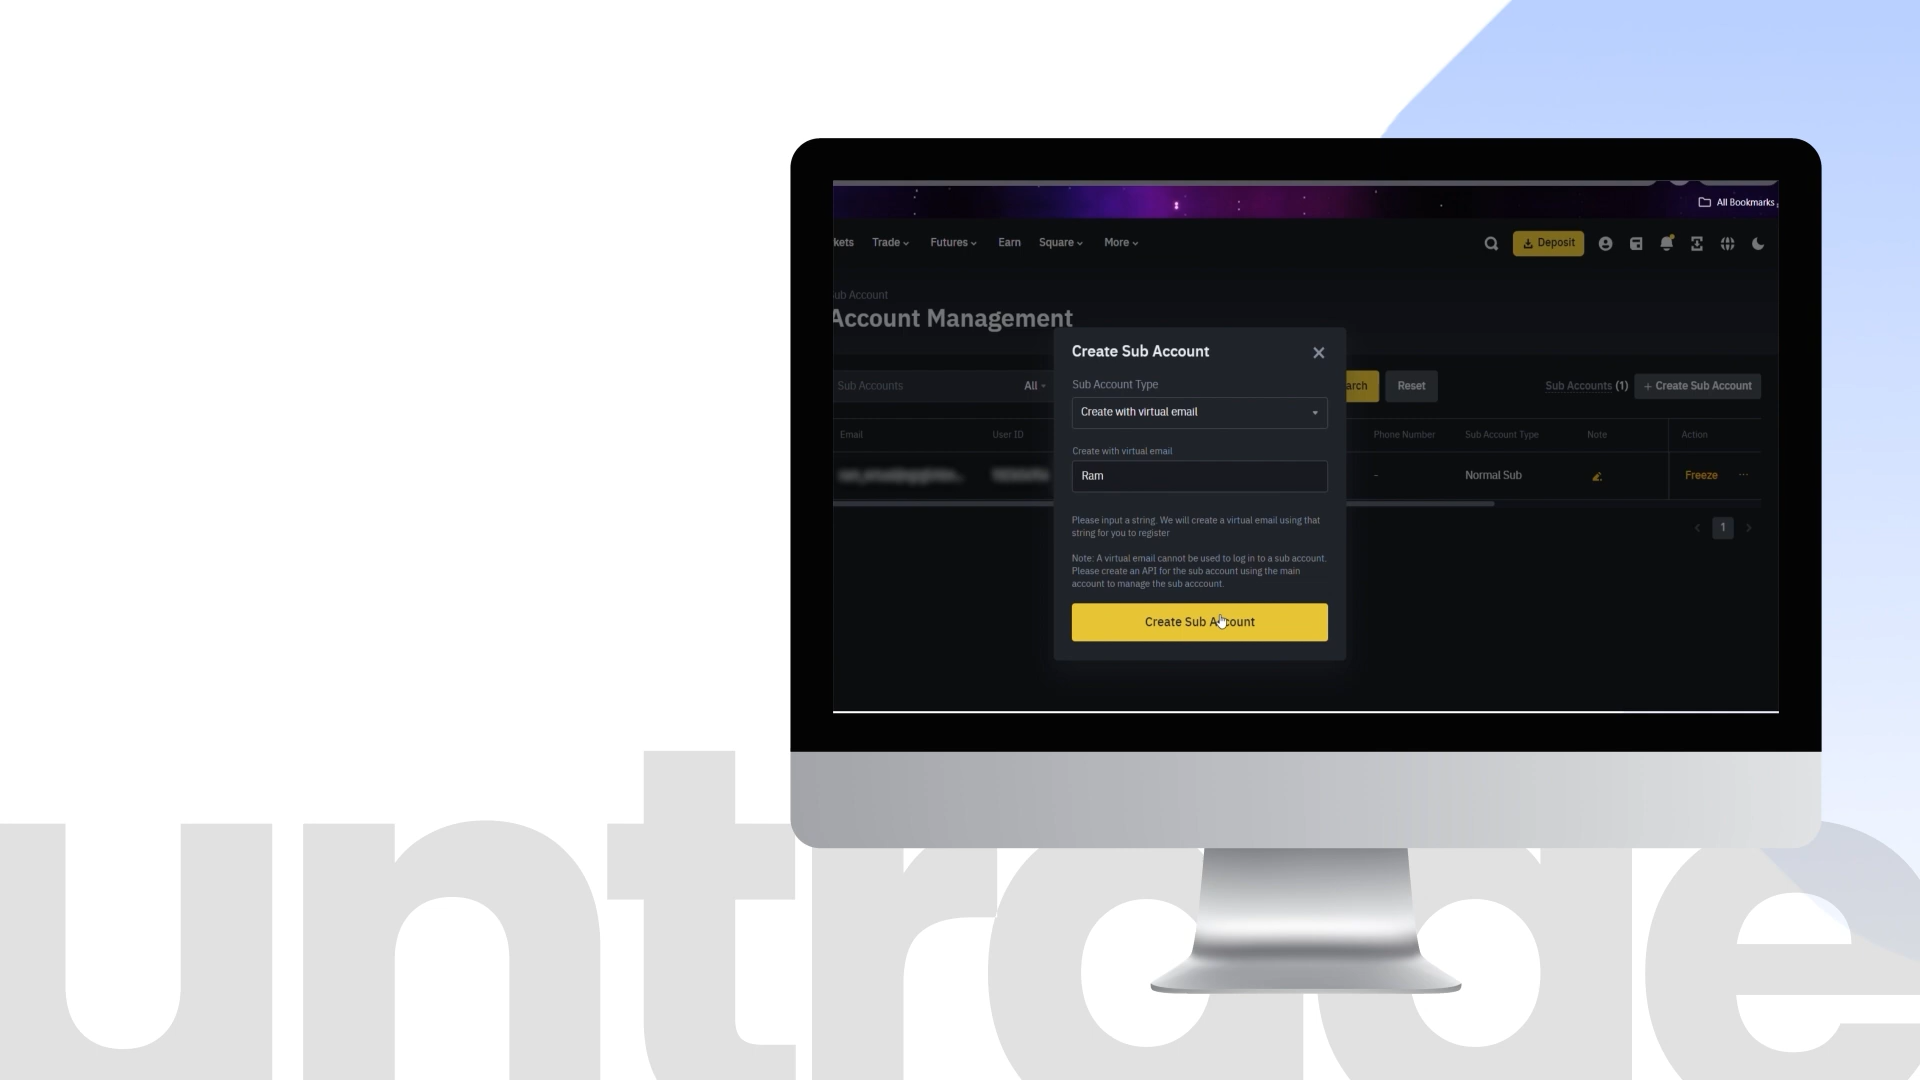 All Bookmarks
kets Trade Futures Earn Square More Deposit
ub Account
Account Management
Create Sub Account
Sub Account Type
Sub Accounts All arch Reset Sub Accounts (1) + Create Sub Account
Create with virtual email
Email User ID Phone Number Sub Account Type Note Action
Create with virtual email
Ram
- Normal Sub Freeze ...
Please input a string. We will create a virtual email using that
string for you to register
< 1 >
Note: A virtual email cannot be used to log in to a sub account.
Please create an API for the sub account using the main
account to manage the sub acccount.
Create Sub Account
untrade